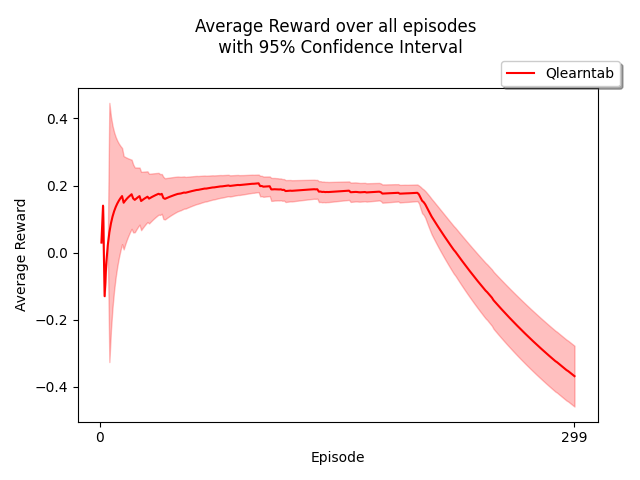 Average Reward over all episodes
with 95% Confidence Interval
Qlearntab
0.4
0.2
0.0
−0.2
−0.4
Average Reward
0
299
Episode